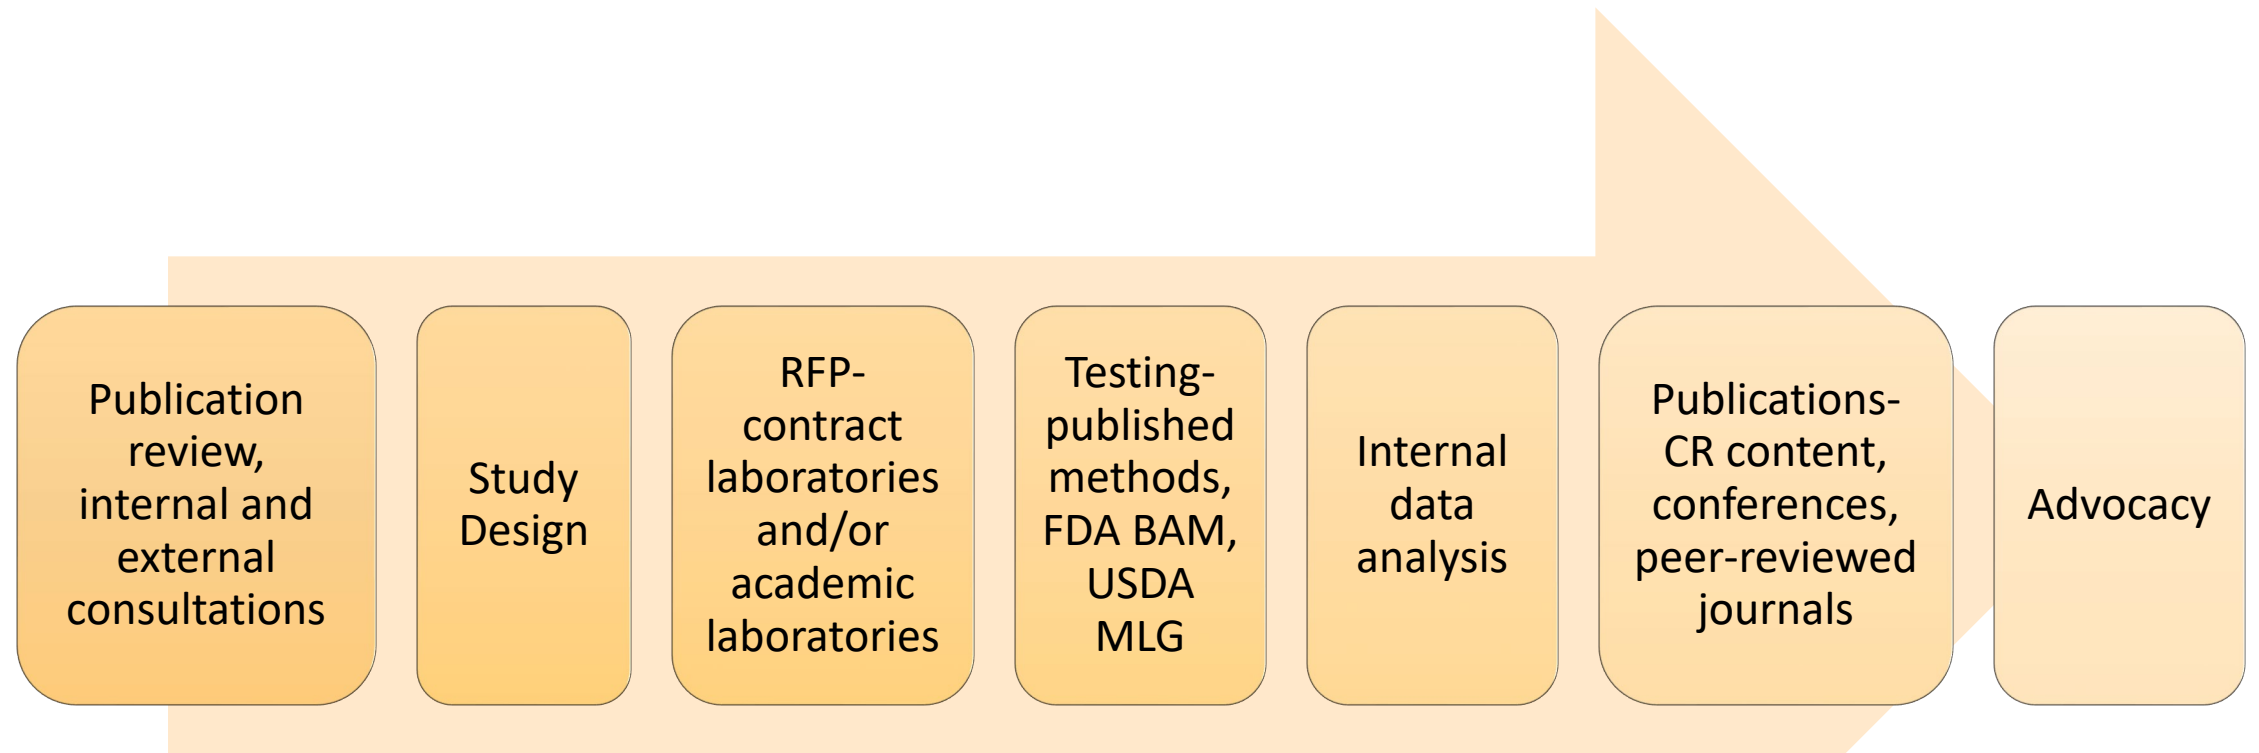 Publication
review,
internal and
external
consultations
Study
Design
RFP-
contract
laboratories
and/or
academic
laboratories
Testing-
published
methods,
FDA BAM,
USDA
MLG
Internal
data
analysis
Publications-
CR content,
conferences,
peer-reviewed
journals
Advocacy